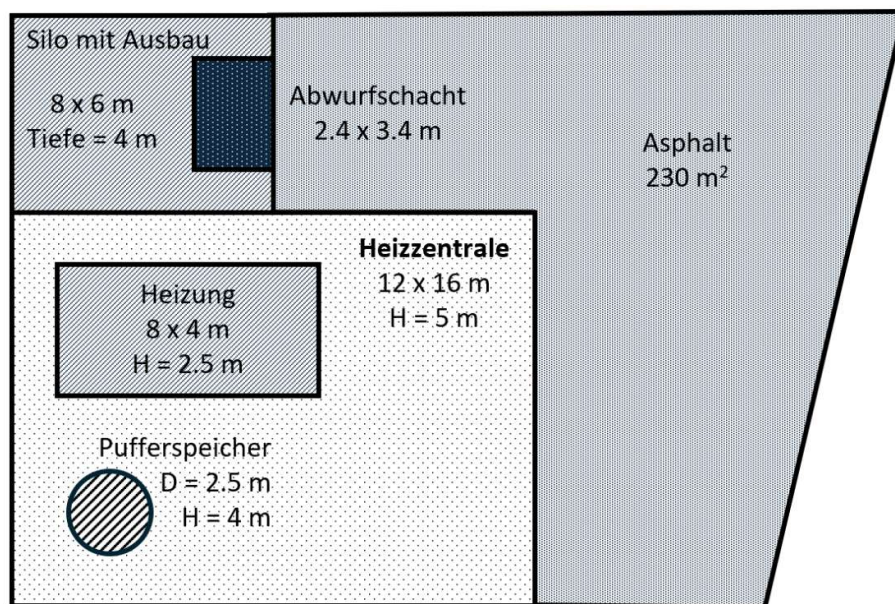 Silo mit Ausbau
8 x 6 m
Tiefe = 4 m
Abwurfschacht
2.4 x 3.4 m
Asphalt
230 m²
Heizzentrale
12 x 16 m
H = 5 m
Heizung
8 x 4 m
H = 2.5 m
Pufferspeicher
D = 2.5 m
H = 4 m